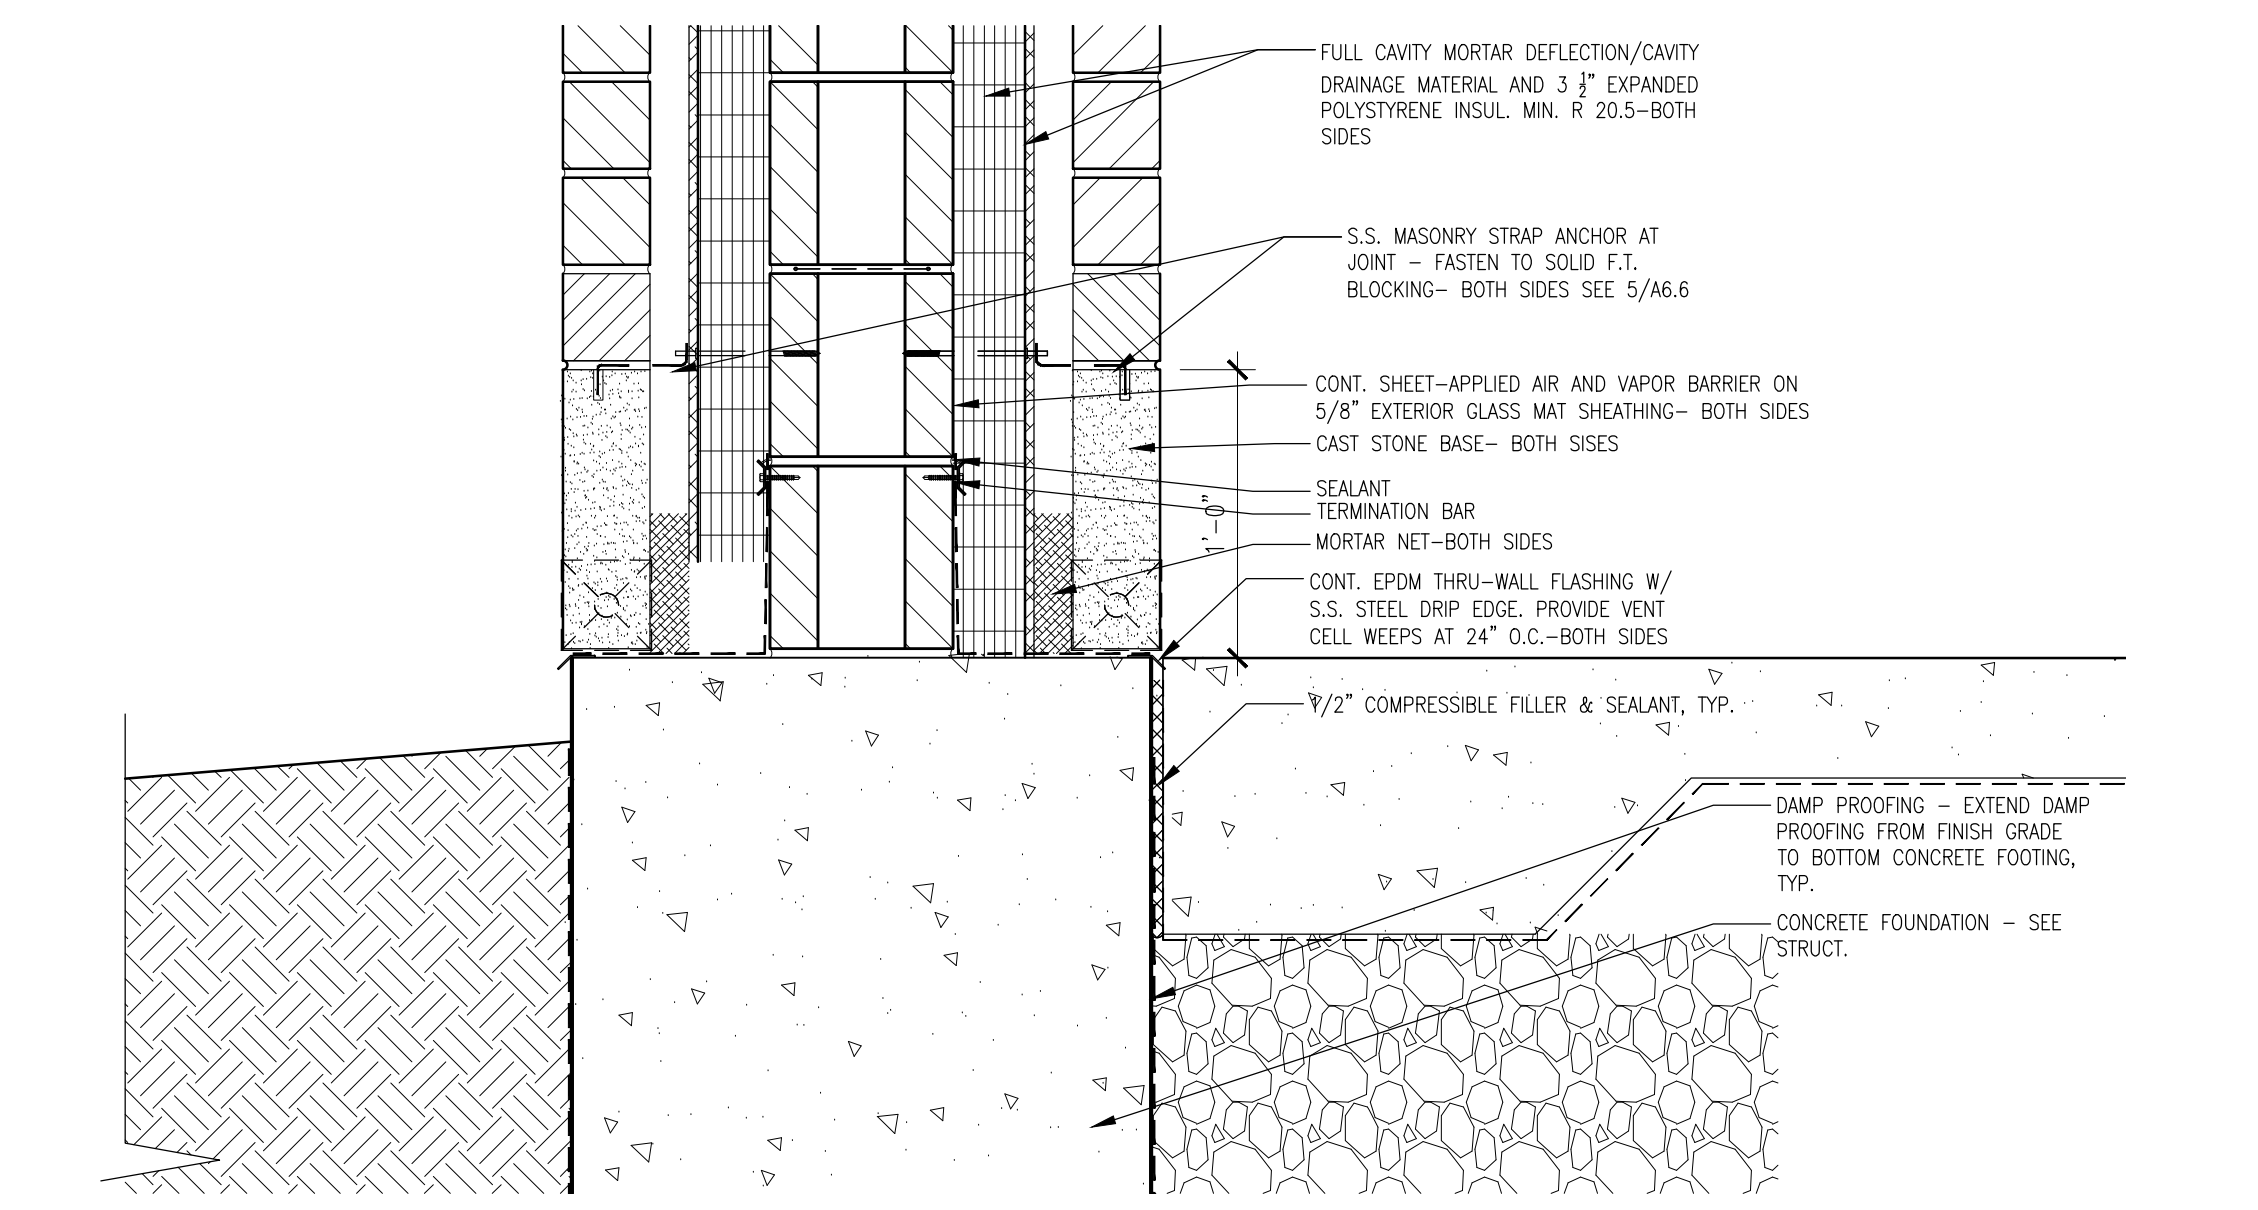 FULL CAVITY MORTAR DEFLECTION/CAVITY
DRAINAGE MATERIAL AND 3 1/2" EXPANDED
POLYSTYRENE INSUL. MIN. R 20.5-BOTH
SIDES
S.S. MASONRY STRAP ANCHOR AT
JOINT - FASTEN TO SOLID F.T.
BLOCKING- BOTH SIDES SEE 5/A6.6
CONT. SHEET-APPLIED AIR AND VAPOR BARRIER ON
5/8" EXTERIOR GLASS MAT SHEATHING- BOTH SIDES
CAST STONE BASE- BOTH SISES
SEALANT
TERMINATION BAR
1'-0"
MORTAR NET-BOTH SIDES
CONT. EPDM THRU-WALL FLASHING W/
S.S. STEEL DRIP EDGE. PROVIDE VENT
CELL WEEPS AT 24" O.C.-BOTH SIDES
1/2" COMPRESSIBLE FILLER & SEALANT, TYP.
DAMP PROOFING - EXTEND DAMP
PROOFING FROM FINISH GRADE
TO BOTTOM CONCRETE FOOTING,
TYP.
CONCRETE FOUNDATION - SEE
STRUCT.